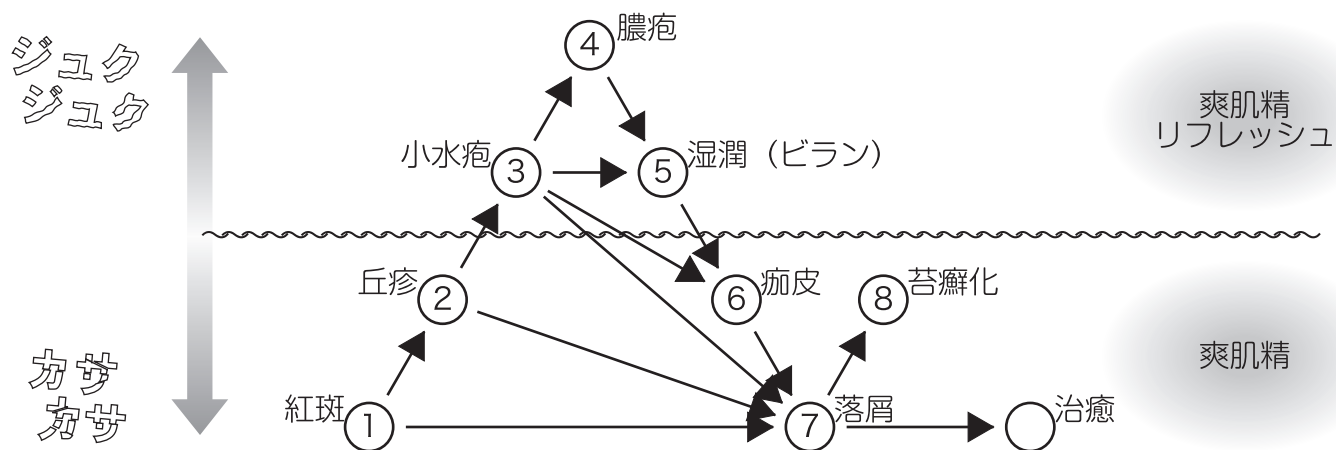 ④膿疱
ジュク
ジュク
爽肌精
リフレッシュ
小水疱③
⑤湿潤（ビラン）
丘疹②
⑥痂皮
⑧苔癬化
カサ
カサ
爽肌精
紅斑①
⑦落屑
治癒